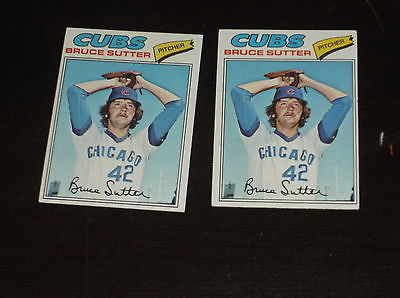 CUBS
BRUCE SUTTER
PITCHER
CHICAGO
42
Bruce Sutter
CUBS
BRUCE SUTTER
PITCHER
CHICAGO
42
Bruce Sutter